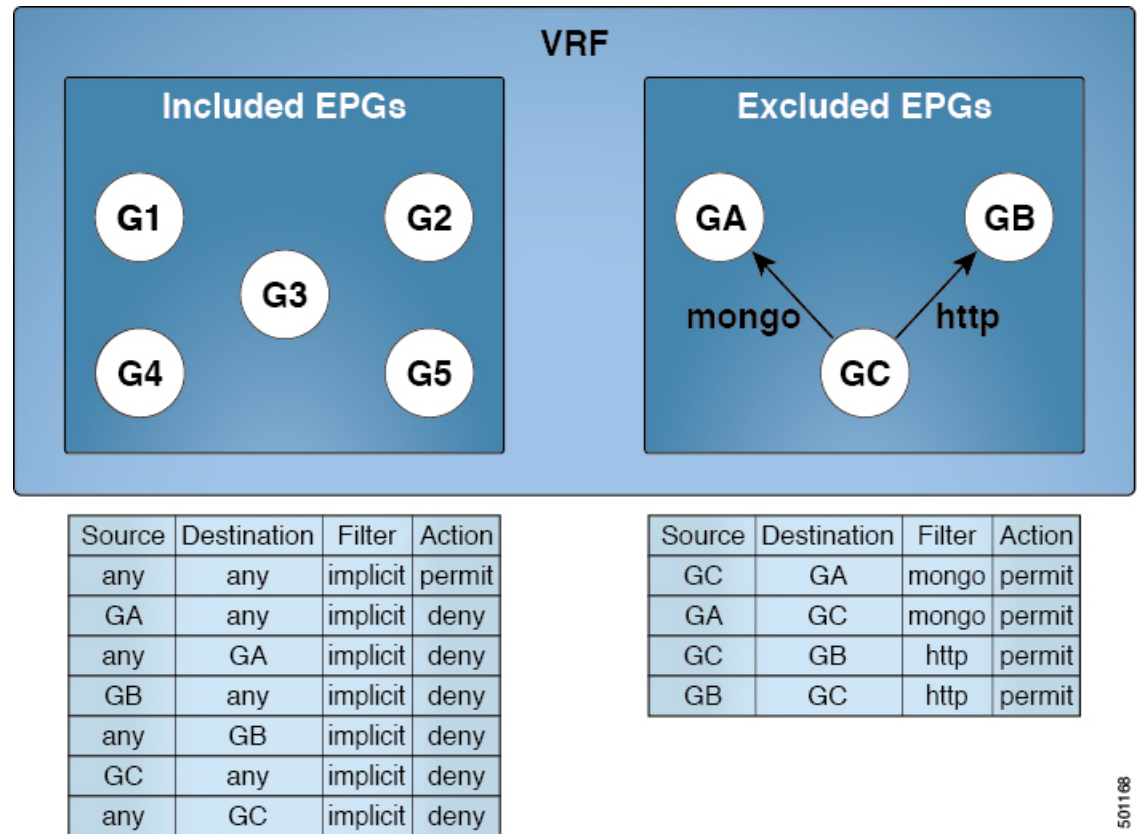 VRF
Included EPGs
G1
G2
G3
G4
G5
Excluded EPGs
GA
GB
mongo
http
GC
Source Destination Filter Action
any any implicit permit
GA any implicit deny
any GA implicit deny
GB any implicit deny
any GB implicit deny
GC any implicit deny
any GC implicit deny
Source Destination Filter Action
GC GA mongo permit
GA GC mongo permit
GC GB http permit
GB GC http permit
501168